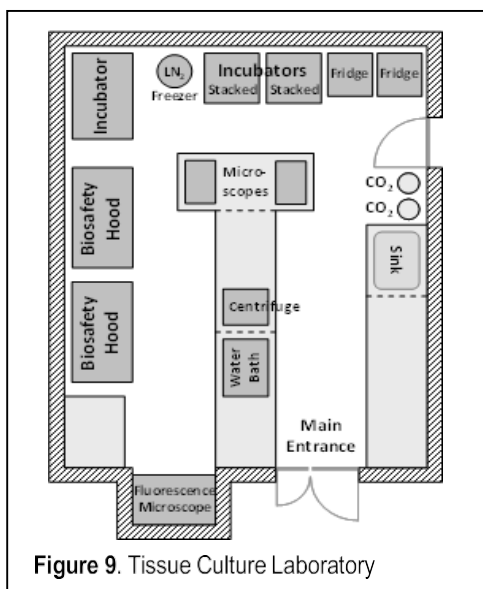 Incubator
LN2
Freezer
Incubators
Stacked
Stacked
Fridge
Fridge
Micro-
scopes
CO2
CO2
Sink
Biosafety
Hood
Biosafety
Hood
Centrifuge
Water
Bath
Main
Entrance
Fluorescence
Microscope
Figure 9. Tissue Culture Laboratory